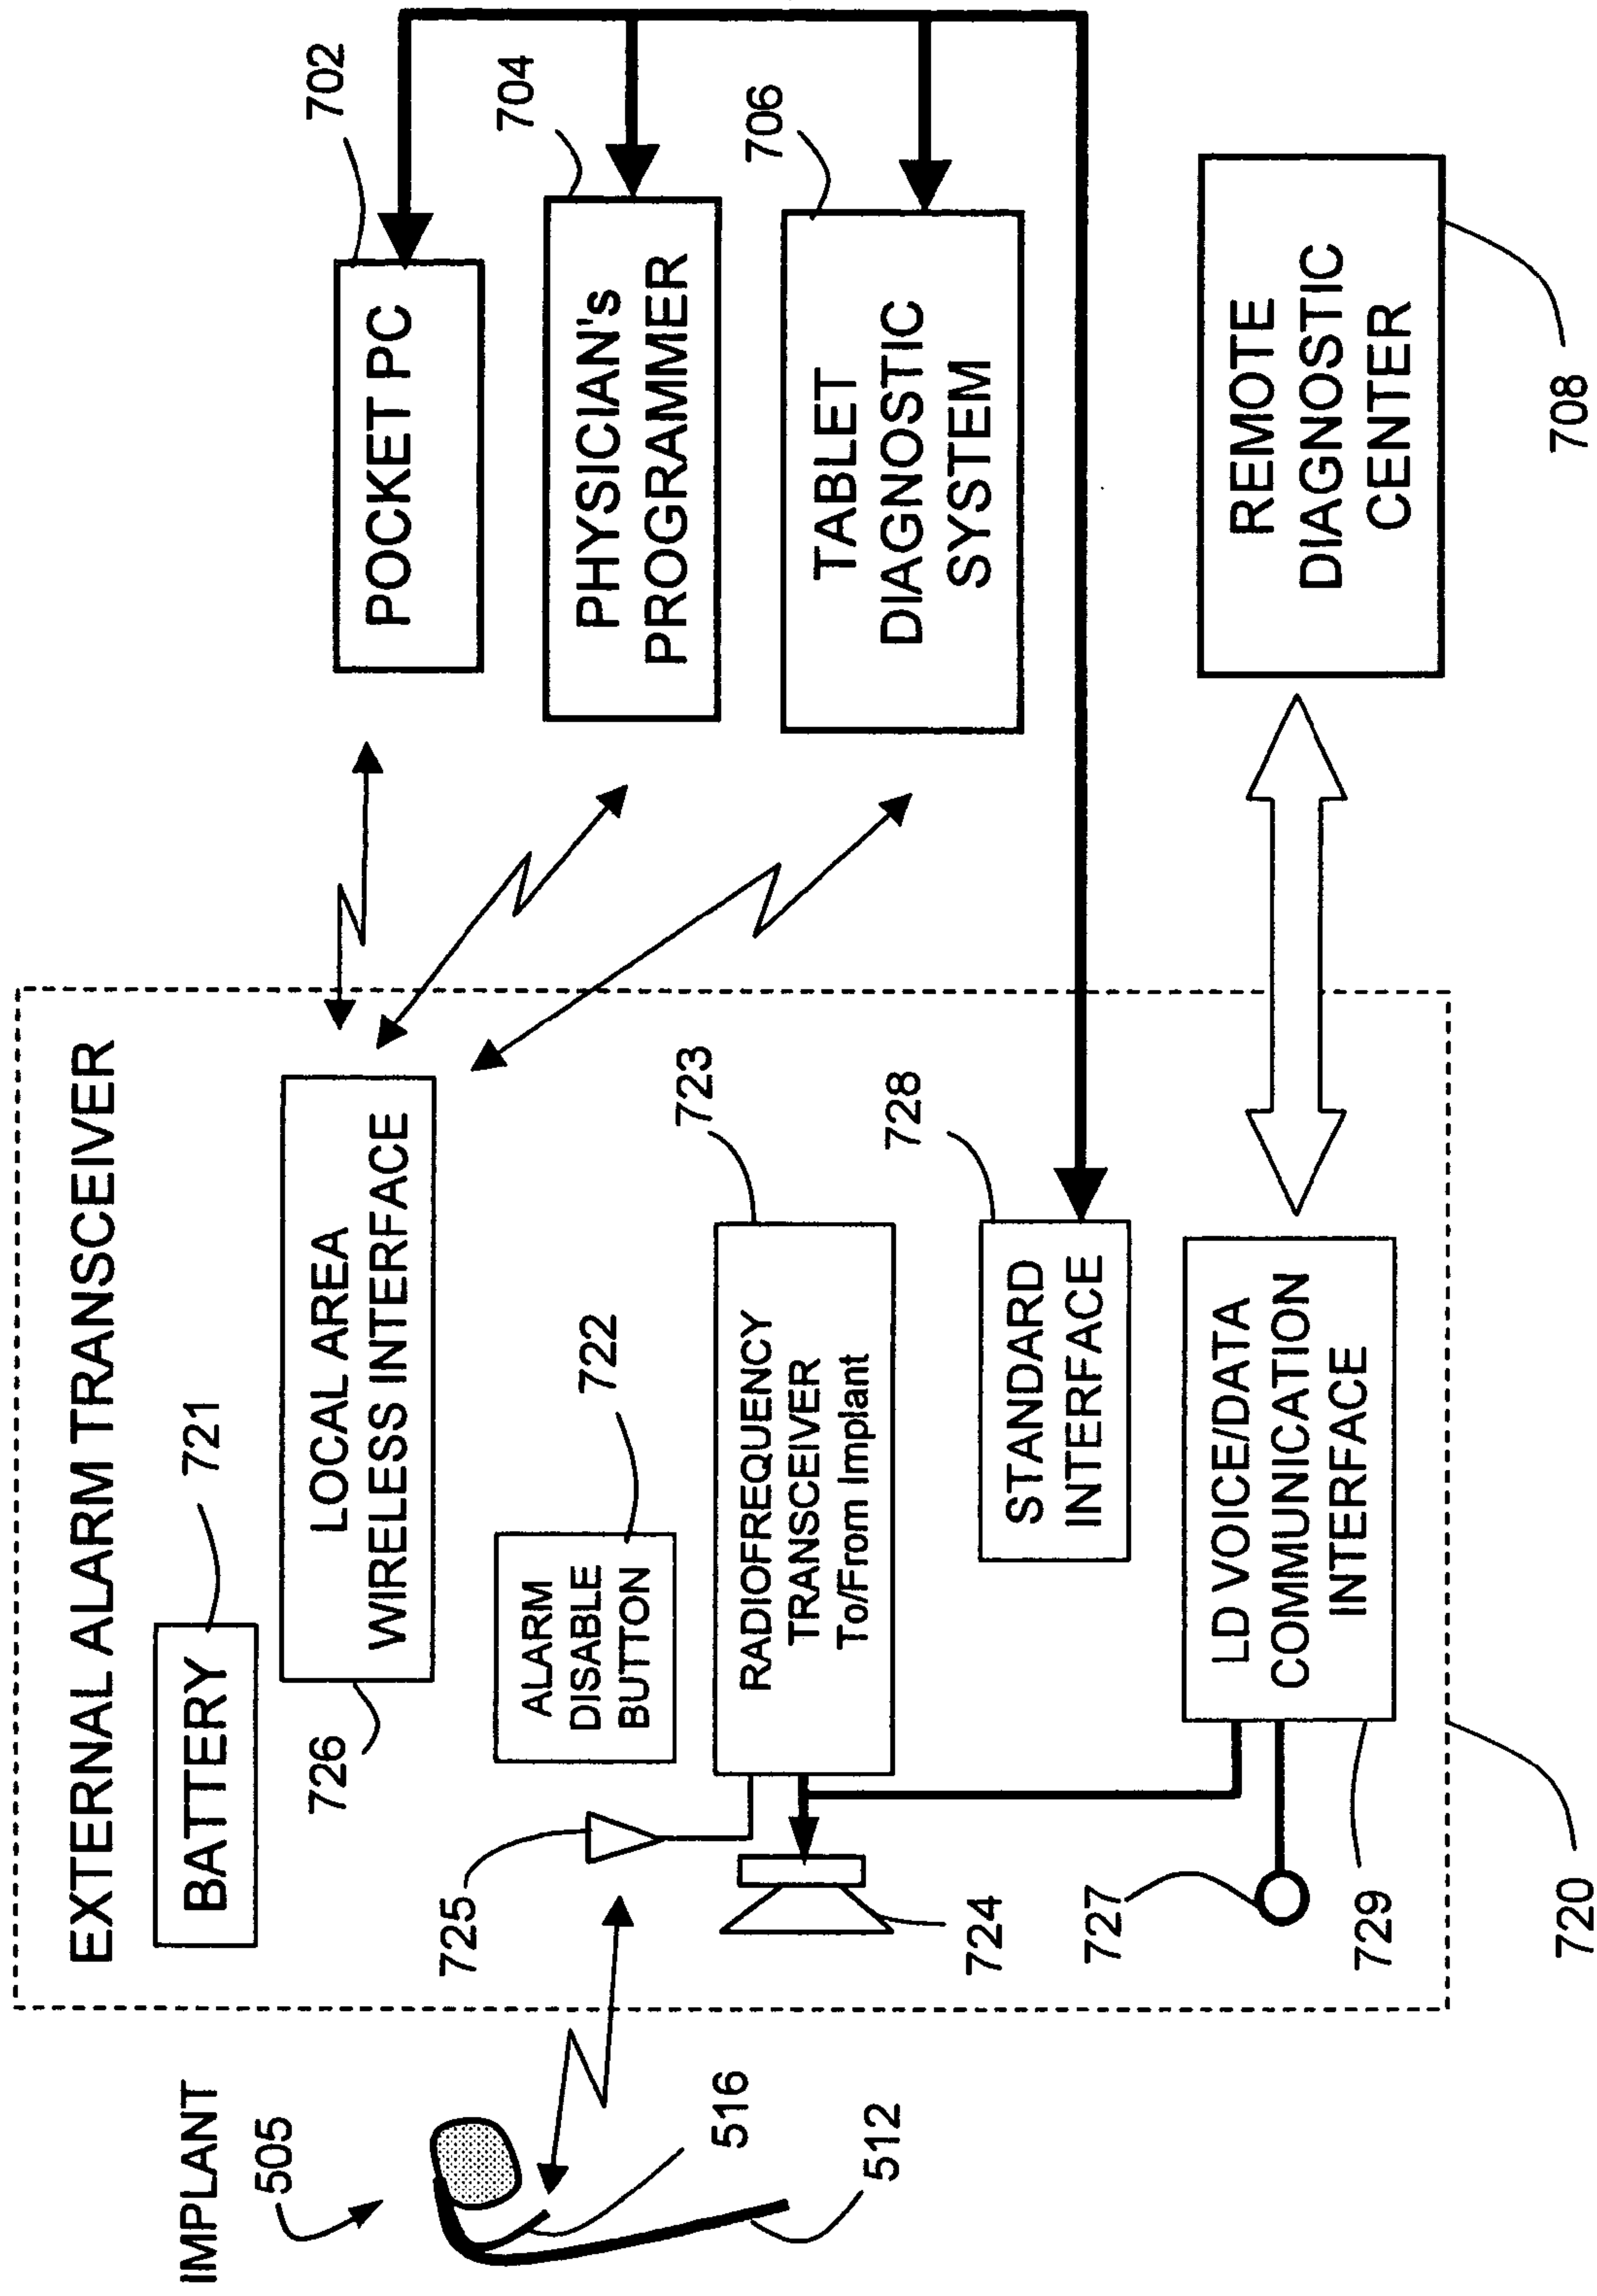 IMPLANT
505
516
512
EXTERNAL ALARM TRANSCEIVER
BATTERY
721
LOCAL AREA
WIRELESS INTERFACE
726
ALARM
DISABLE
BUTTON
722
725
RADIOFREQUENCY
TRANSCEIVER
To/From Implant
723
724
STANDARD
INTERFACE
728
727
LD VOICE/DATA
COMMUNICATION
INTERFACE
729
720
POCKET PC
702
PHYSICIAN's
PROGRAMMER
704
TABLET
DIAGNOSTIC
SYSTEM
706
REMOTE
DIAGNOSTIC
CENTER
708